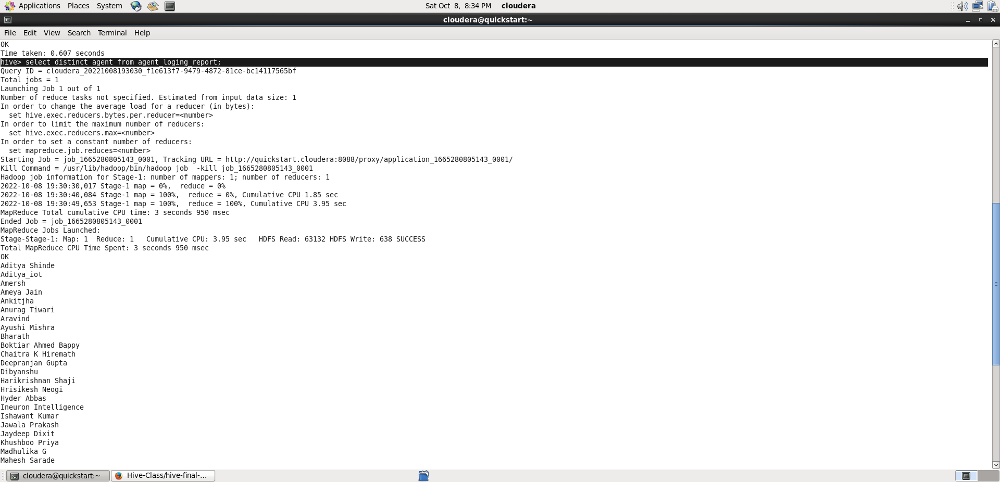 Applications Places System Sat Oct 8, 8:34 PM cloudera
cloudera@quickstart:~
File Edit View Search Terminal Help
OK
Time taken: 0.607 seconds
hive> select distinct agent from agent_loging_report;
Query ID = cloudera_20221008193030_f1e613f7-9479-4872-81ce-bc14117565bf
Total jobs = 1
Launching Job 1 out of 1
Number of reduce tasks not specified. Estimated from input data size: 1
In order to change the average load for a reducer (in bytes):
  set hive.exec.reducers.bytes.per.reducer=<number>
In order to limit the maximum number of reducers:
  set hive.exec.reducers.max=<number>
In order to set a constant number of reducers:
  set mapreduce.job.reduces=<number>
Starting Job = job_1665280805143_0001, Tracking URL = http://quickstart.cloudera:8088/proxy/application_1665280805143_0001/
Kill Command = /usr/lib/hadoop/bin/hadoop job  -kill job_1665280805143_0001
Hadoop job information for Stage-1: number of mappers: 1; number of reducers: 1
2022-10-08 19:30:30,017 Stage-1 map = 0%,  reduce = 0%
2022-10-08 19:30:40,084 Stage-1 map = 100%,  reduce = 0%, Cumulative CPU 1.85 sec
2022-10-08 19:30:49,653 Stage-1 map = 100%,  reduce = 100%, Cumulative CPU 3.95 sec
MapReduce Total cumulative CPU time: 3 seconds 950 msec
Ended Job = job_1665280805143_0001
MapReduce Jobs Launched:
Stage-Stage-1: Map: 1  Reduce: 1   Cumulative CPU: 3.95 sec   HDFS Read: 63132 HDFS Write: 638 SUCCESS
Total MapReduce CPU Time Spent: 3 seconds 950 msec
OK
Aditya Shinde
Aditya_iot
Amersh
Ameya Jain
Ankitjha
Anurag Tiwari
Aravind
Ayushi Mishra
Bharath
Boktiar Ahmed Bappy
Chaitra K Hiremath
Deepranjan Gupta
Dibyanshu
Harikrishnan Shaji
Hrisikesh Neogi
Hyder Abbas
Ineuron Intelligence
Ishawant Kumar
Jawala Prakash
Jaydeep Dixit
Khushboo Priya
Madhulika G
Mahesh Sarade
cloudera@quickstart:~ Hive-Class/hive-final-...